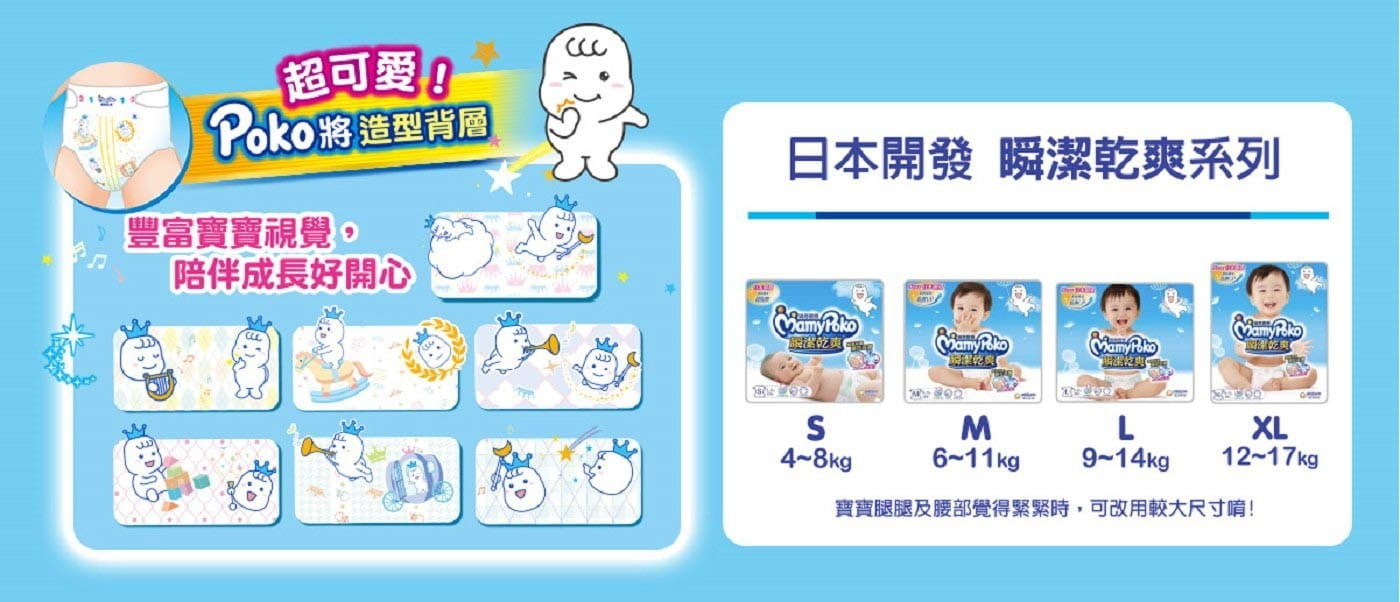 超可愛！
Poko將 造型背層
豐富寶寶視覺，
陪伴成長好開心
日本開發 瞬潔乾爽系列
MamyPoko
瞬潔乾爽
MamyPoko
瞬潔乾爽
MamyPoko
瞬潔乾爽
MamyPoko
瞬潔乾爽
S
4~8kg
M
6~11kg
L
9~14kg
XL
12~17kg
寶寶腿腿及腰部覺得緊緊時，可改用較大尺寸唷!